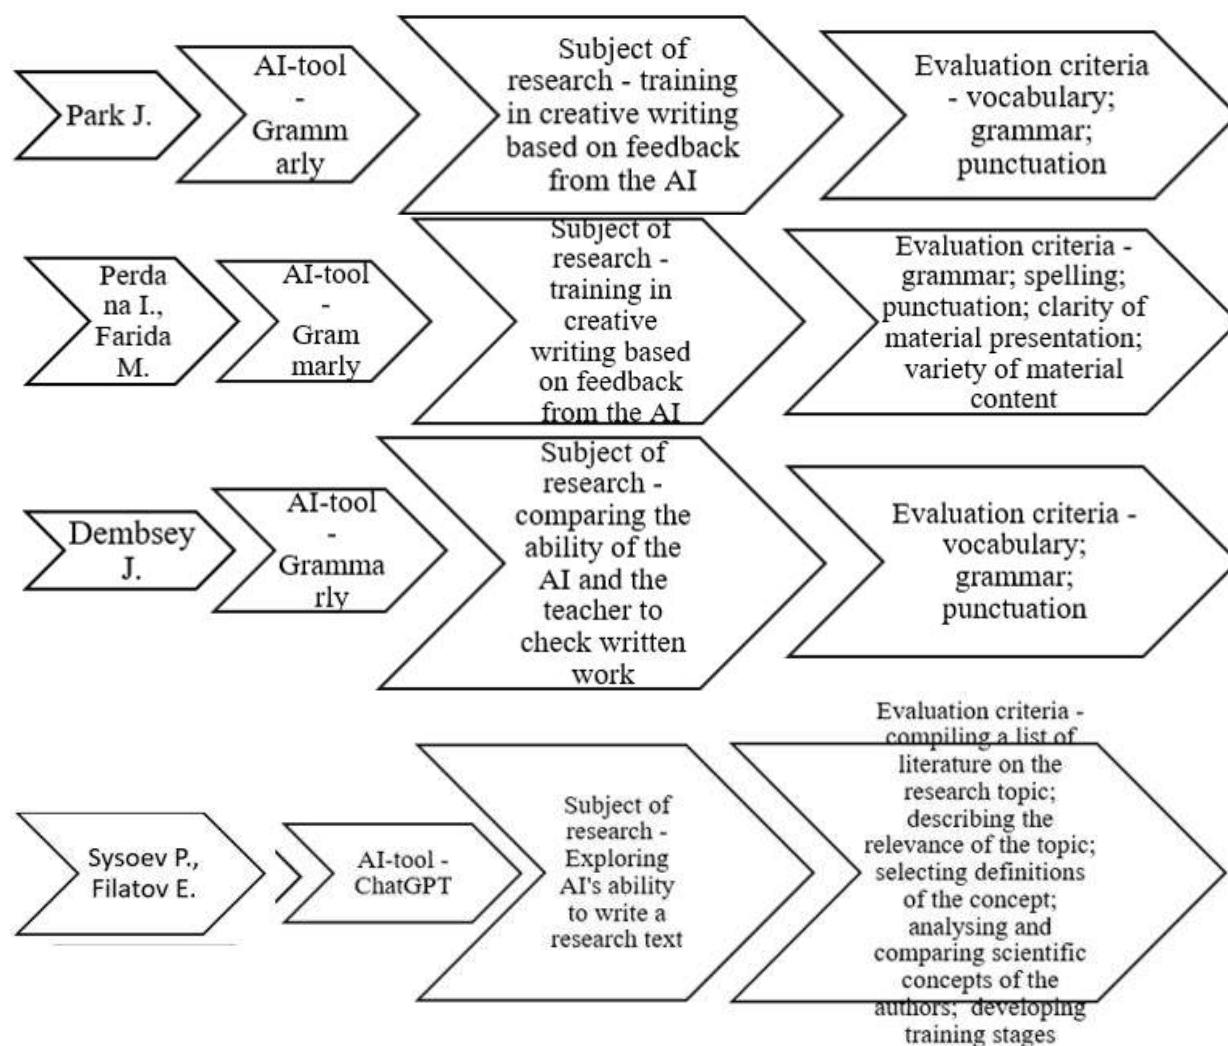 Park J.
AI-tool
-
Gramm
arly
Subject of
research - training
in creative writing
based on feedback
from the AI
Evaluation criteria
- vocabulary;
grammar;
punctuation
Perda
na I.,
Farida
M.
AI-tool
-
Gram
marly
Subject of
research -
training in
creative
writing based
on feedback
from the AI
Evaluation criteria -
grammar; spelling;
punctuation; clarity of
material presentation;
variety of material
content
Dembsey
J.
AI-tool
-
Gramma
rly
Subject of
research -
comparing the
ability of the
AI and the
teacher to
check written
work
Evaluation criteria -
vocabulary;
grammar;
punctuation
Sysoev P.,
Filatov E.
AI-tool -
ChatGPT
Subject of
research -
Exploring
AI's ability
to write a
research text
Evaluation criteria -
compiling a list of
literature on the
research topic;
describing the
relevance of the topic;
selecting definitions
of the concept;
analysing and
comparing scientific
concepts of the
authors; developing
training stages